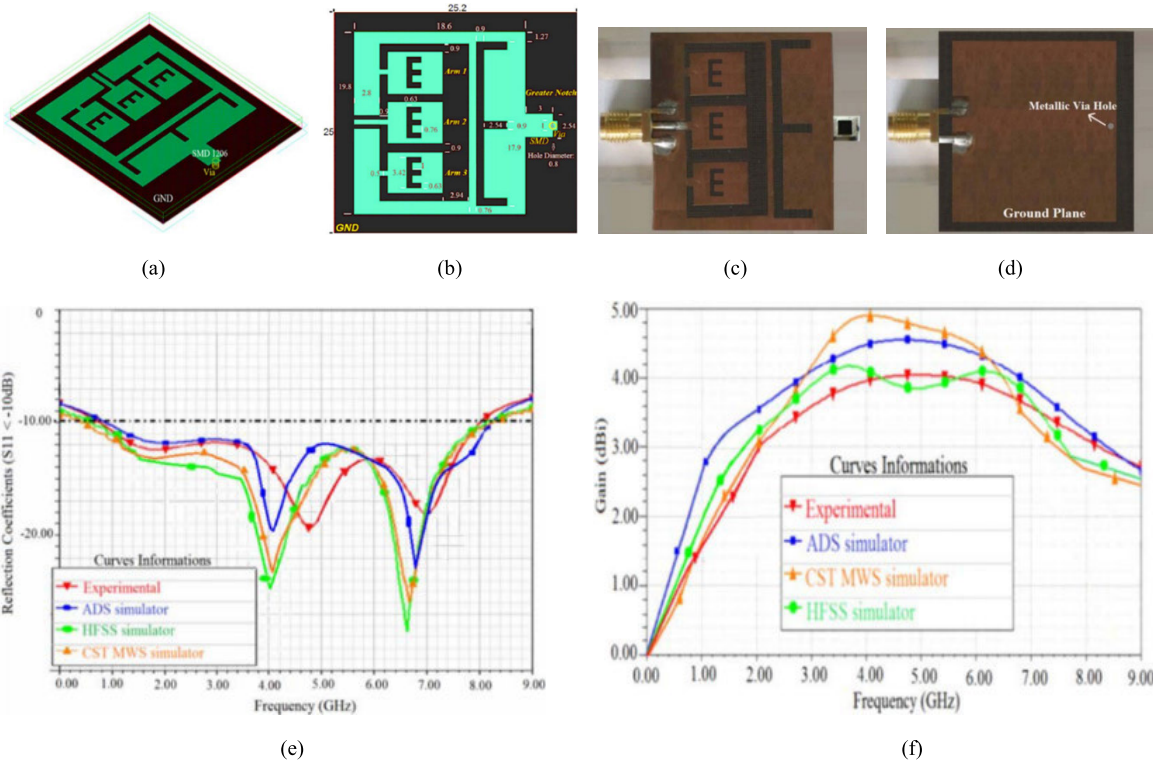 SMD 1206
Via
GND
(a)
25.2
18.6
0.9
1.27
0.9
Arm 1
19.8
2.8
0.63
Greater Notch
3
Arm 2
0.76
2.54
0.9
1
2.54
Via
SMD
25
0.9
17.9
Hole Diameter:
0.8
Arm 3
3.42
0.63
2.94
0.76
GND
(b)
E
E
E
(c)
Metallic Via Hole
Ground Plane
(d)
Reflection Coefficients (S11 < -10dB)
0
-10.00
-20.00
Curves Informations
Experimental
ADS simulator
HFSS simulator
CST MWS simulator
0.00 1.00 2.00 3.00 4.00 5.00 6.00 7.00 8.00 9.00
Frequency (GHz)
(e)
Gain (dBi)
5.00
4.00
3.00
2.00
1.00
0.00
Curves Informations
Experimental
ADS simulator
CST MWS simulator
HFSS simulator
0.00 1.00 2.00 3.00 4.00 5.00 6.00 7.00 8.00 9.00
Frequency (GHz)
(f)